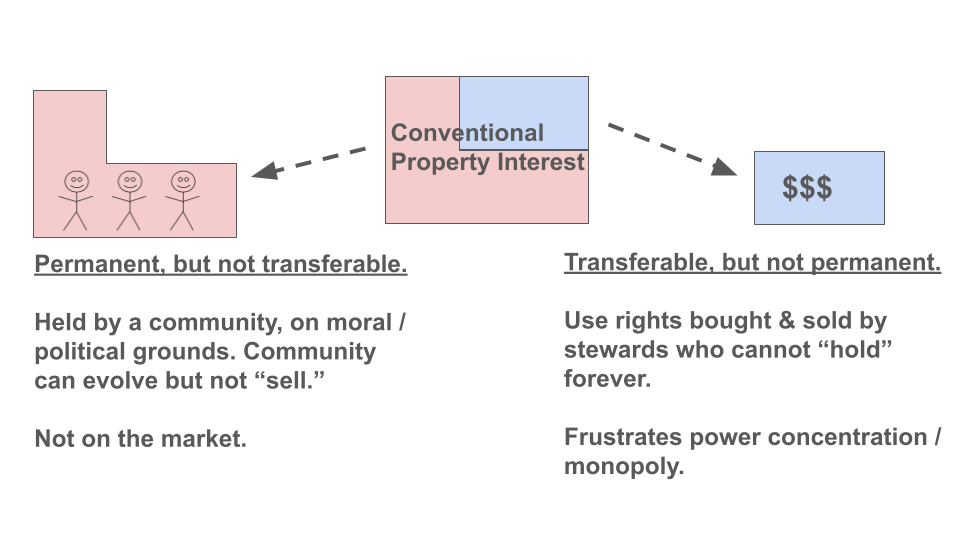 Conventional
Property Interest
$$$
Permanent, but not transferable.
Held by a community, on moral /
political grounds. Community
can evolve but not “sell.”
Not on the market.
Transferable, but not permanent.
Use rights bought & sold by
stewards who cannot “hold”
forever.
Frustrates power concentration /
monopoly.